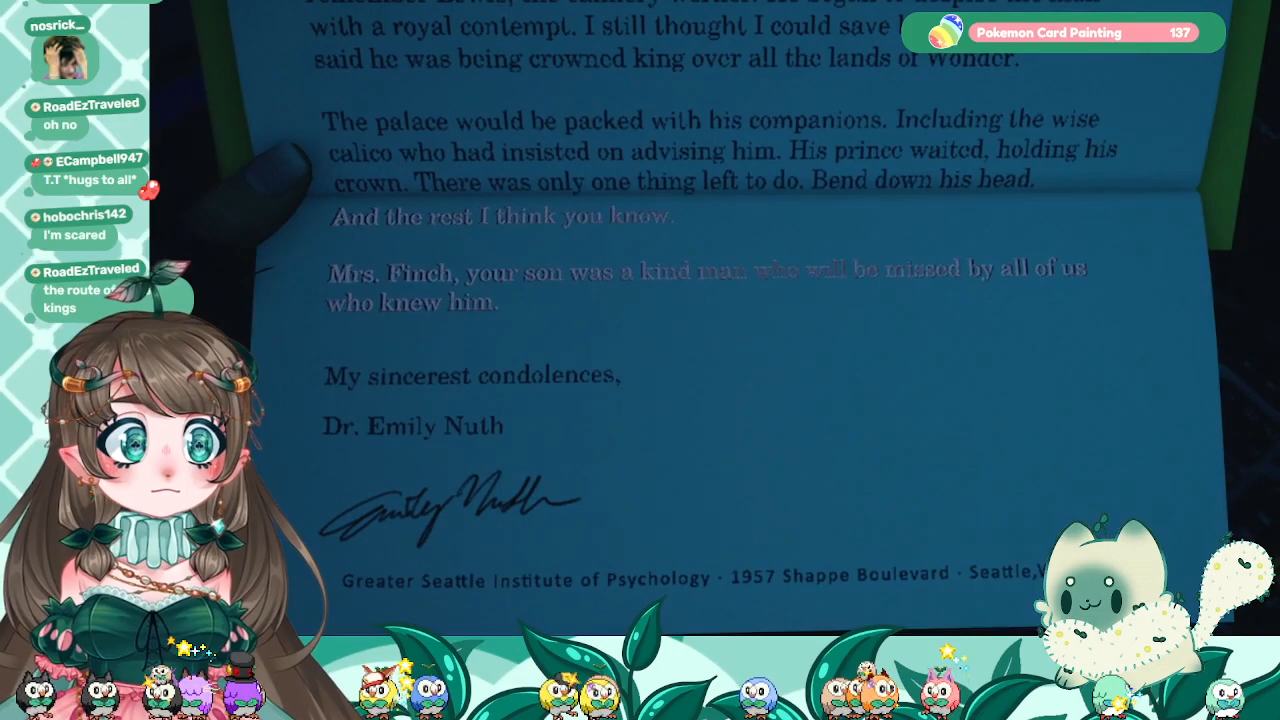 nosrick_
RoadEzTraveled
oh no
ECampbell947
T.T *hugs to all*
hobochris142
I'm scared
RoadEzTraveled
the route of
kings
Pokemon Card Painting 137
with a royal contempt. I still thought I could save
said he was being crowned king over all the lands of wonder.
The palace would be packed with his companions. Including the wise
calico who had insisted on advising him. His prince waited, holding his
crown. There was only one thing left to do. Bend down his head.
And the rest I think you know.
Mrs. Finch, your son was a kind man who will be missed by all of us
who knew him.
My sincerest condolences,
Dr. Emily Nuth
Emily Nuth
Greater Seattle Institute of Psychology · 1957 Shappe Boulevard · Seattle,